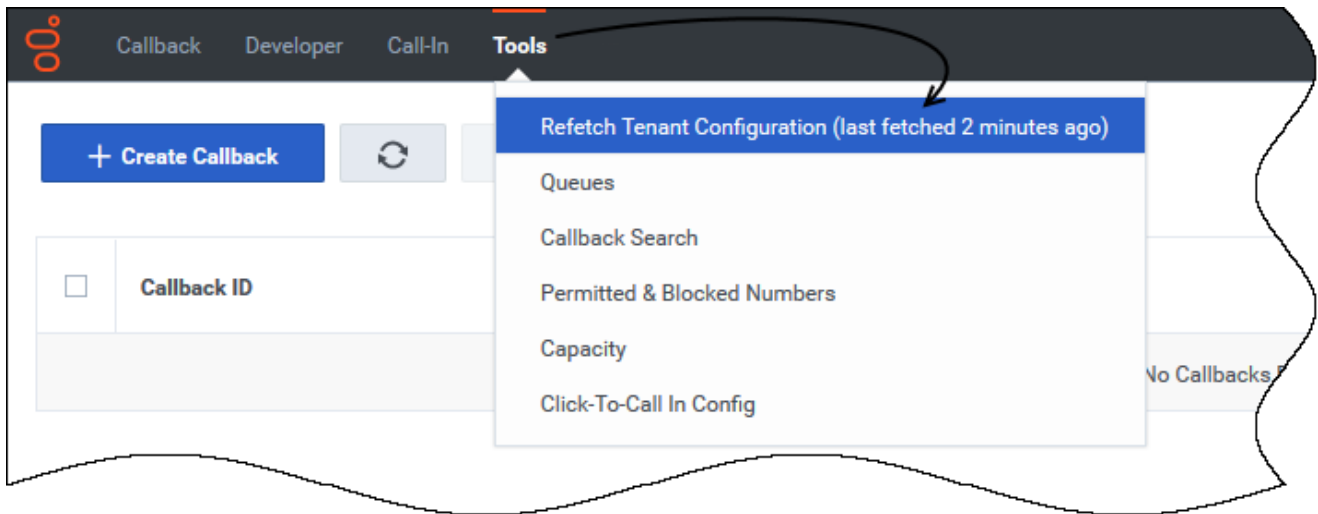 Callback Developer Call-In Tools
Refetch Tenant Configuration (last fetched 2 minutes ago)
+ Create Callback
Queues
Callback Search
Callback ID
Permitted & Blocked Numbers
Capacity
No Callbacks
Click-To-Call In Config